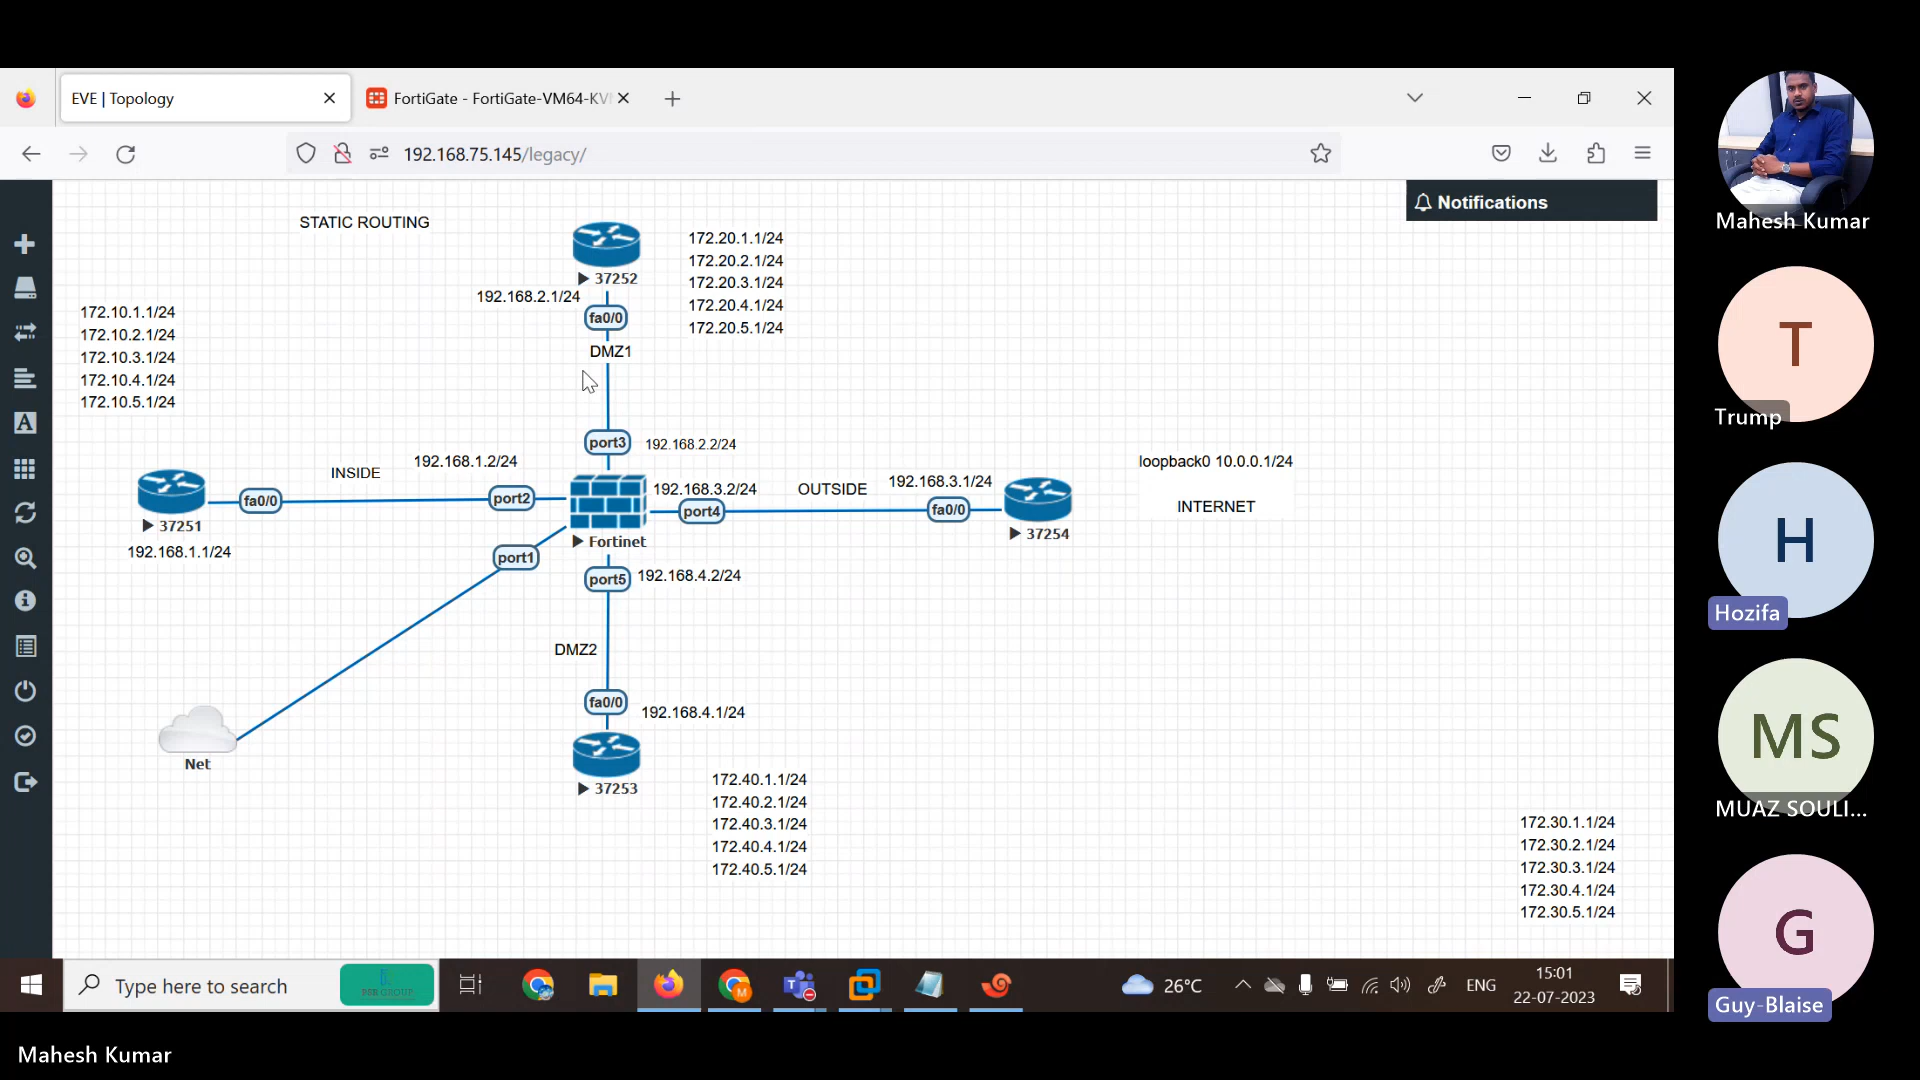 EVE | Topology
FortiGate - FortiGate-VM64-KV
192.168.75.145/legacy/
Notifications
STATIC ROUTING
172.20.1.1/24
172.20.2.1/24
172.20.3.1/24
172.20.4.1/24
172.20.5.1/24
37252
192.168.2.1/24
fa0/0
DMZ1
172.10.1.1/24
172.10.2.1/24
172.10.3.1/24
172.10.4.1/24
172.10.5.1/24
port3
192.168.2.2/24
192.168.1.2/24
INSIDE
fa0/0
port2
37251
192.168.1.1/24
192.168.3.2/24
port4
OUTSIDE
192.168.3.1/24
fa0/0
37254
loopback0 10.0.0.1/24
INTERNET
Fortinet
port1
port5
192.168.4.2/24
DMZ2
fa0/0
192.168.4.1/24
37253
Net
172.40.1.1/24
172.40.2.1/24
172.40.3.1/24
172.40.4.1/24
172.40.5.1/24
172.30.1.1/24
172.30.2.1/24
172.30.3.1/24
172.30.4.1/24
172.30.5.1/24
Type here to search
PSR GROUP
26°C
ENG
15:01
22-07-2023
Mahesh Kumar
T
Trump
H
Hozifa
MS
MUAZ SOULI...
G
Guy-Blaise
Mahesh Kumar